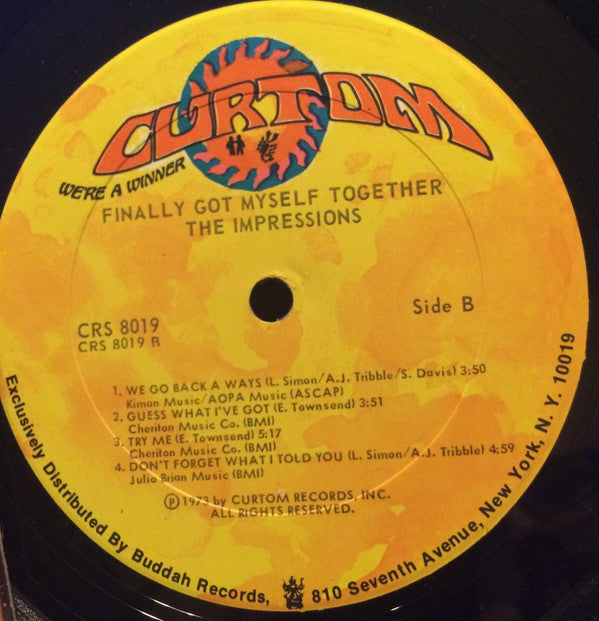 CURTOM
WE'RE A WINNER
FINALLY GOT MYSELF TOGETHER
THE IMPRESSIONS
Side B
CRS 8019
CRS 8019 B
1. WE GO BACK A WAYS (L. Simon/A.J. Tribble/S. Davis) 3:50
Kiman Music/AOPA Music (ASCAP)
2. GUESS WHAT I'VE GOT (E. Townsend) 3:51
Cheriton Music Co. (BMI)
3. TRY ME (E. Townsend) 5:17
Cheriton Music Co. (BMI)
4. DON'T FORGET WHAT I TOLD YOU (L. Simon/A.J. Tribble) 4:59
Julio Brian Music (BMI)
Ⓟ 1973 by CURTOM RECORDS, INC.
ALL RIGHTS RESERVED.
Exclusively Distributed By Buddah Records, 810 Seventh Avenue, New York, N. Y. 10019